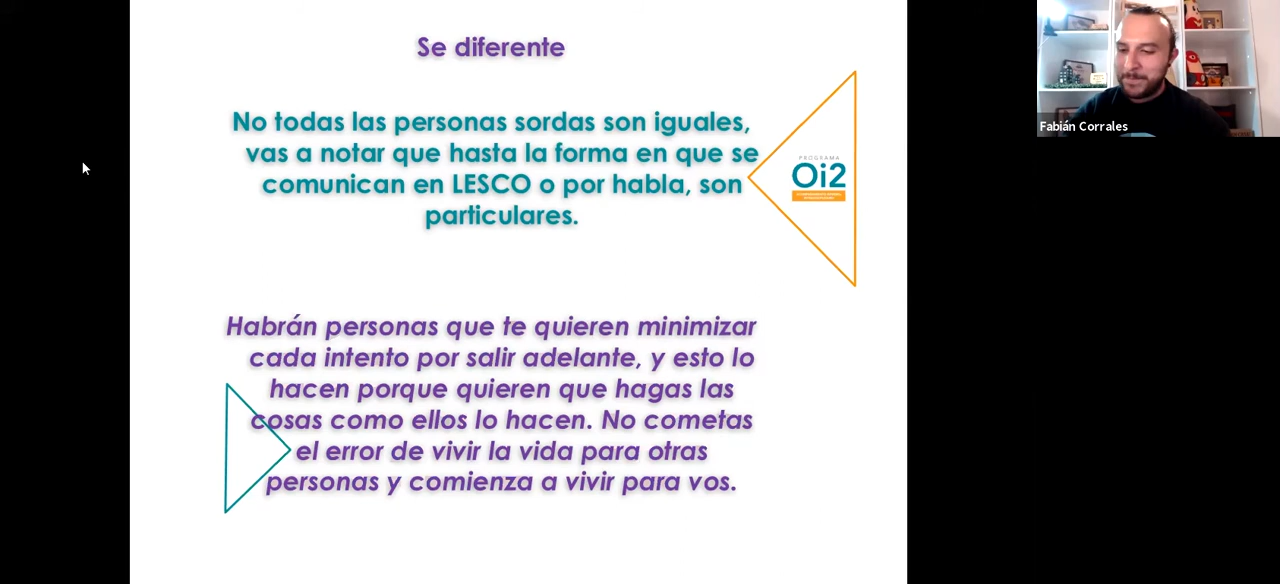 Se diferente
No todas las personas sordas son iguales,
vas a notar que hasta la forma en que se
comunican en LESCO o por habla, son
particulares.
PROGRAMA
Oi2
Habrán personas que te quieren minimizar
cada intento por salir adelante, y esto lo
hacen porque quieren que hagas las
cosas como ellos lo hacen. No cometas
el error de vivir la vida para otras
personas y comienza a vivir para vos.
Fabián Corrales